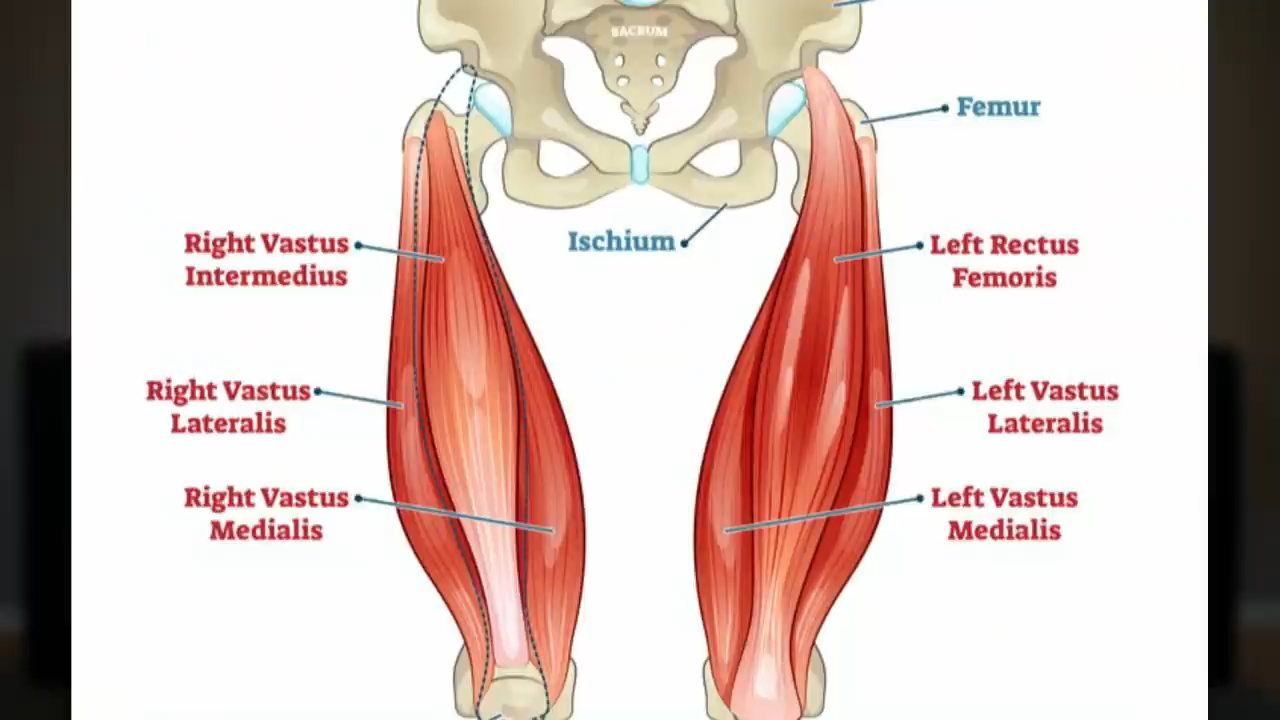 SACRUM
Femur
Ischium
Right Vastus
Intermedius
Left Rectus
Femoris
Right Vastus
Lateralis
Left Vastus
Lateralis
Right Vastus
Medialis
Left Vastus
Medialis